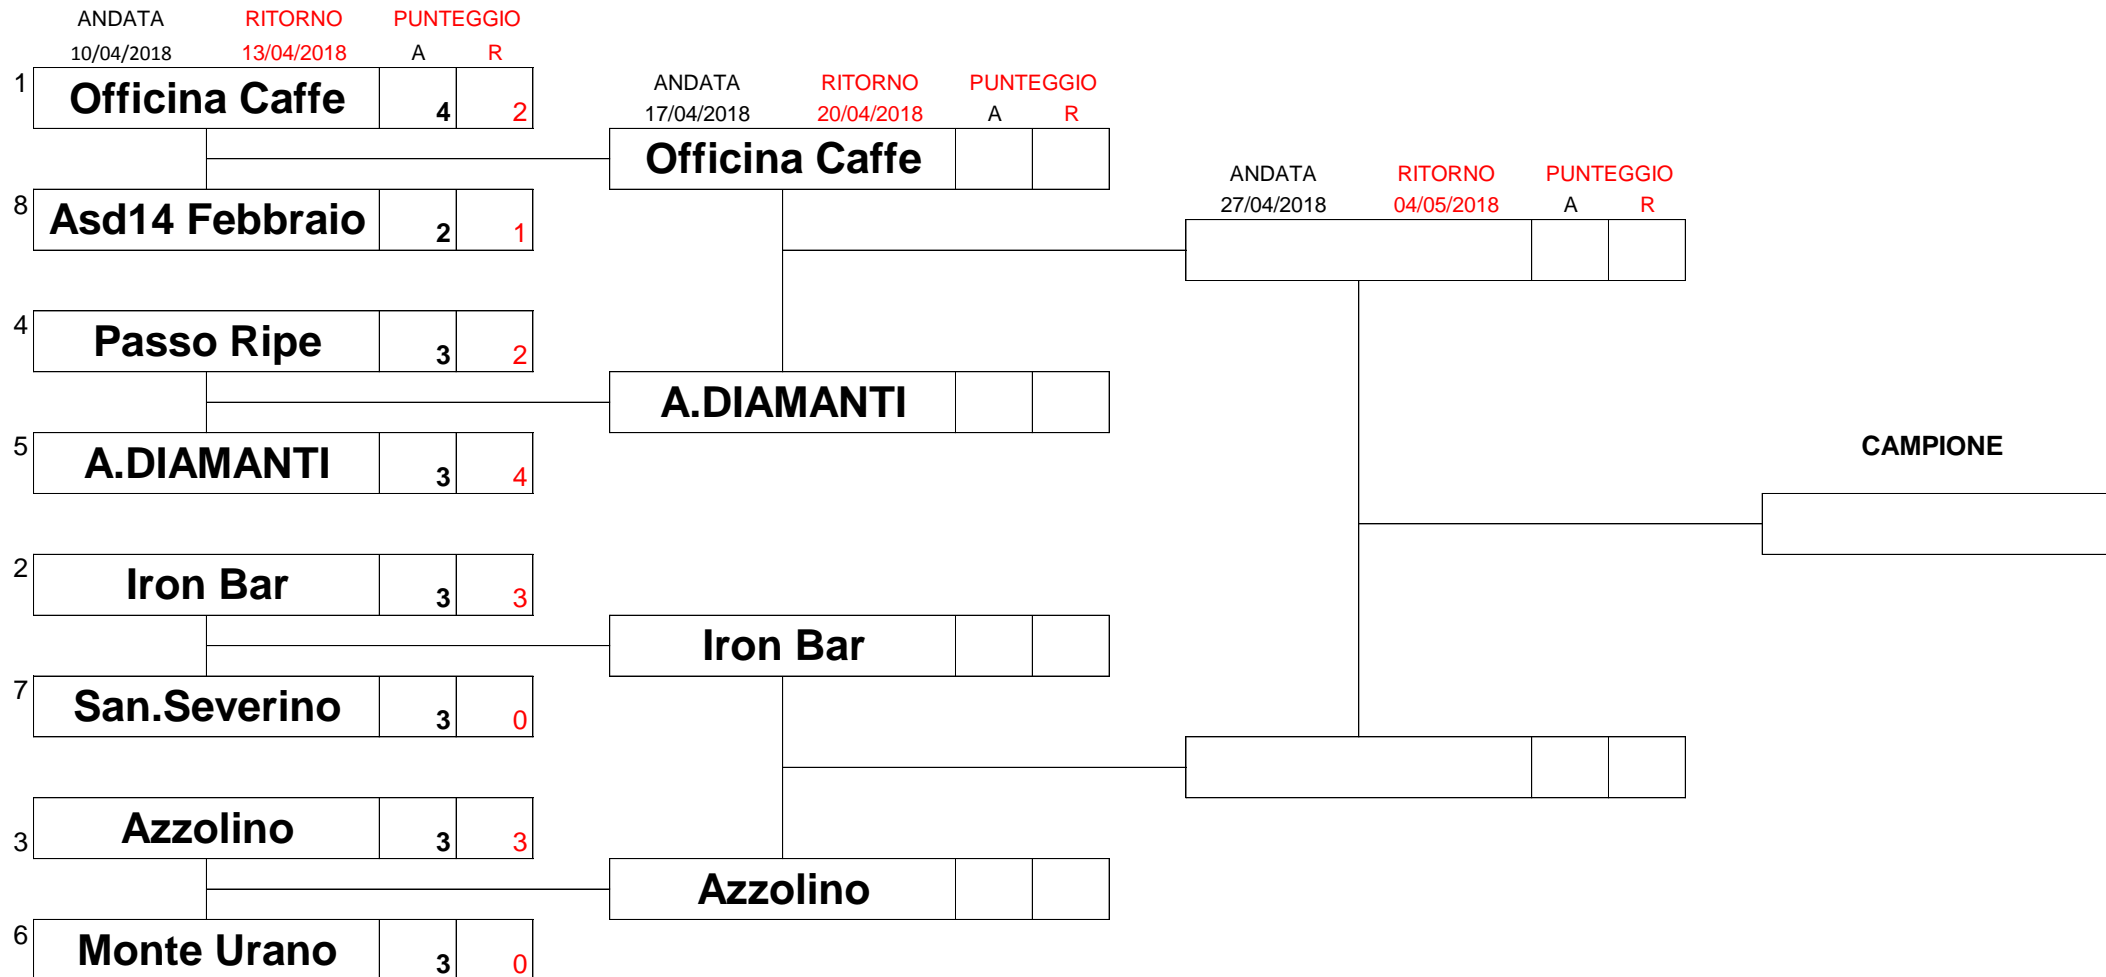 ANDATA RITORNO PUNTEGGIO
10/04/2018 13/04/2018 A R
1 Officina Caffe 4 2
8 Asd14 Febbraio 2 1
4 Passo Ripe 3 2
5 A.DIAMANTI 3 4
2 Iron Bar 3 3
7 San.Severino 3 0
3 Azzolino 3 3
6 Monte Urano 3 0
ANDATA RITORNO PUNTEGGIO
17/04/2018 20/04/2018 A R
Officina Caffe
A.DIAMANTI
Iron Bar
Azzolino
ANDATA RITORNO PUNTEGGIO
27/04/2018 04/05/2018 A R
CAMPIONE